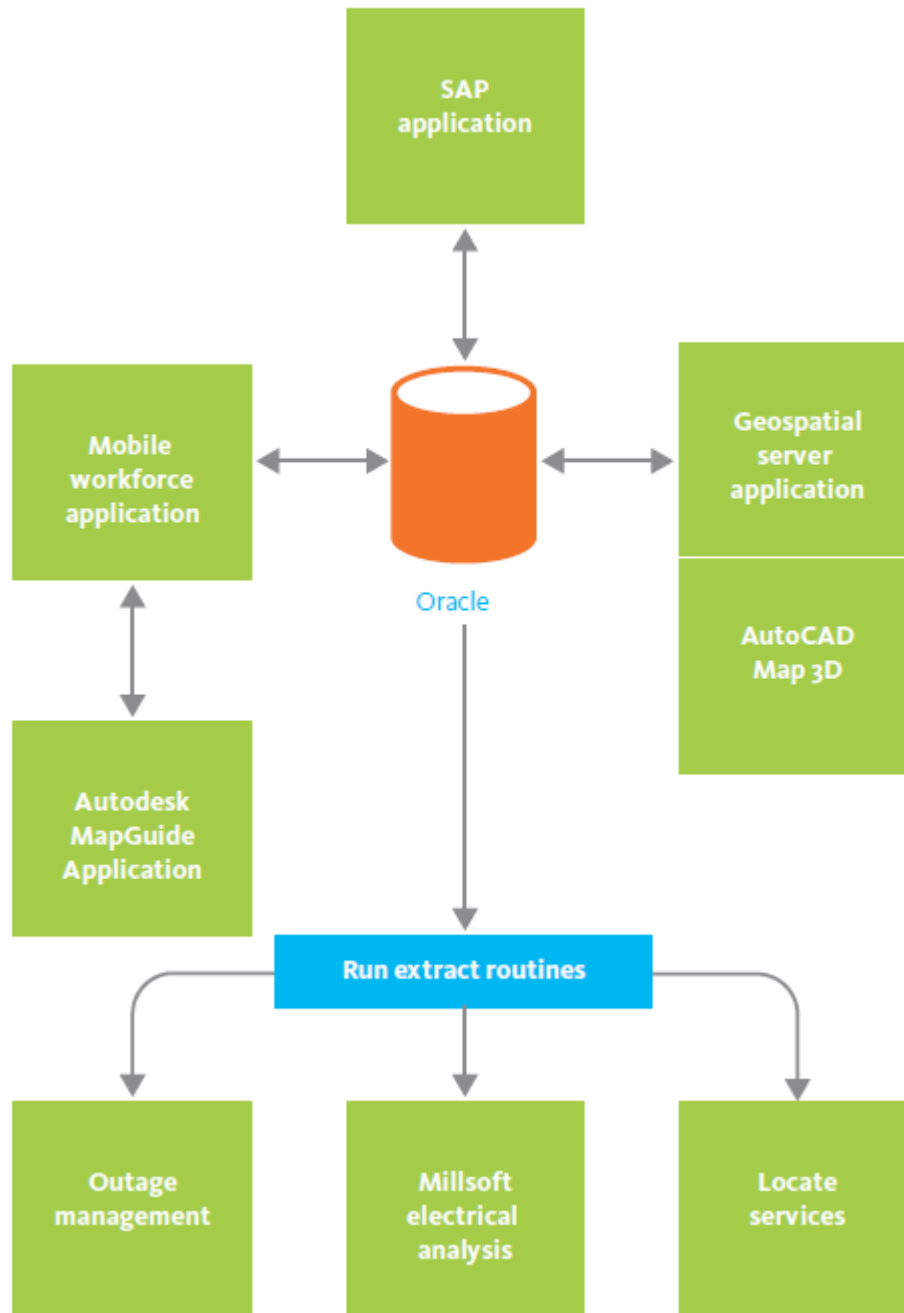 SAP
application
Mobile
workforce
application
Geospatial
server
application
Oracle
AutoCAD
Map 3D
Autodesk
MapGuide
Application
Run extract routines
Outage
management
Millsoft
electrical
analysis
Locate
services